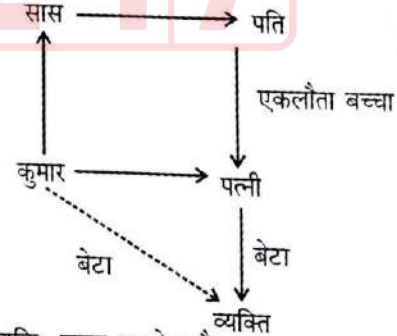 सास पति
एकलौता बच्चा
कुमार पत्नी
बेटा बेटा
व्यक्ति